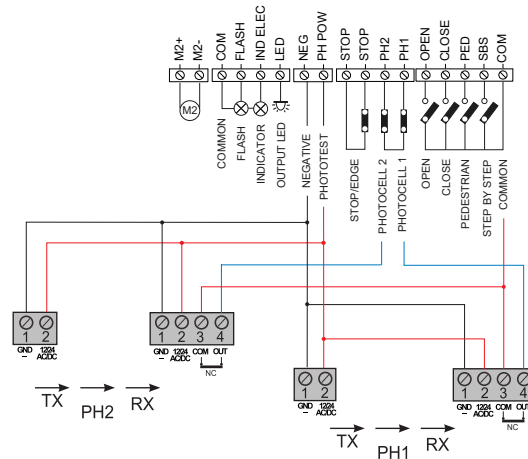 M2+ M2- COM FLASH IND ELEC LED NEG PH POW STOP STOP PH2 PH1 OPEN CLOSE PED SBS COM
M2
COMMON FLASH INDICATOR OUTPUT LED NEGATIVE PHOTOTEST STOP/EDGE PHOTOCELL 2 PHOTOCELL 1 OPEN CLOSE PEDESTRIAN STEP BY STEP COMMON
1 2 1 2 3 4
GND 12/24 GND 12/24 COM OUT
– AC/DC – AC/DC
NC
TX PH2 RX
1 2 1 2 3 4
GND 12/24 GND 12/24 COM OUT
– AC/DC – AC/DC
NC
TX PH1 RX